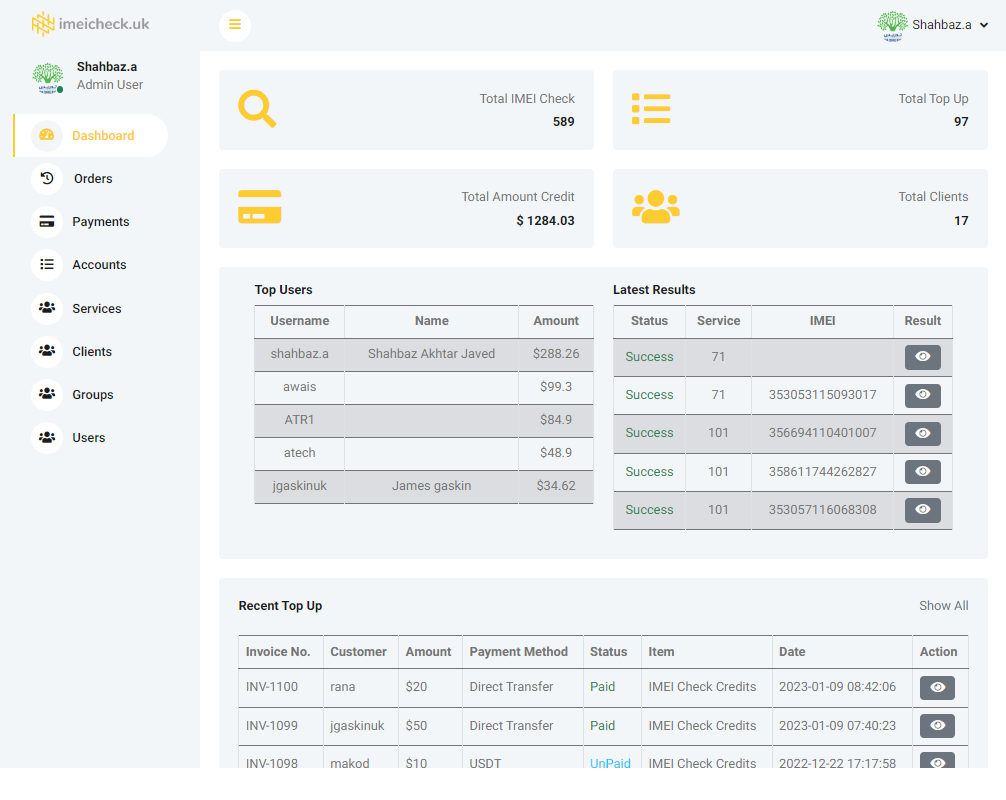 imeicheck.uk
Shahbaz.a
Shahbaz.a
Admin User
Dashboard
Orders
Payments
Accounts
Services
Clients
Groups
Users
Total IMEI Check
589
Total Top Up
97
Total Amount Credit
$ 1284.03
Total Clients
17
Top Users
Username Name Amount
shahbaz.a Shahbaz Akhtar Javed $288.26
awais $99.3
ATR1 $84.9
atech $48.9
jgaskinuk James gaskin $34.62
Latest Results
Status Service IMEI Result
Success 71
Success 71 353053115093017
Success 101 356694110401007
Success 101 358611744262827
Success 101 353057116068308
Recent Top Up Show All
Invoice No. Customer Amount Payment Method Status Item Date Action
INV-1100 rana $20 Direct Transfer Paid IMEI Check Credits 2023-01-09 08:42:06
INV-1099 jgaskinuk $50 Direct Transfer Paid IMEI Check Credits 2023-01-09 07:40:23
INV-1098 makod $10 USDT UnPaid IMEI Check Credits 2022-12-22 17:17:58